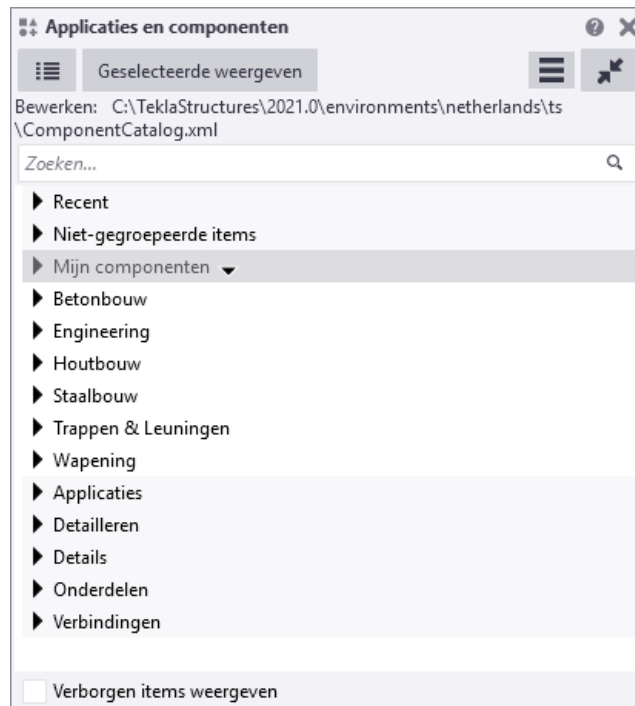 Applicaties en componenten
Geselecteerde weergeven
Bewerken: C:\TeklaStructures\2021.0\environments\netherlands\ts
\ComponentCatalog.xml
Zoeken...
Recent
Niet-gegroepeerde items
Mijn componenten
Betonbouw
Engineering
Houtbouw
Staalbouw
Trappen & Leuningen
Wapening
Applicaties
Detailleren
Details
Onderdelen
Verbindingen
Verborgen items weergeven